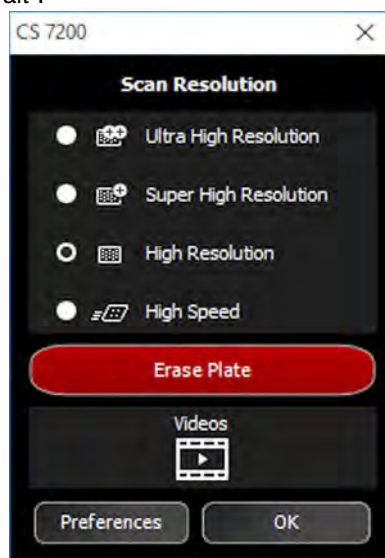 CS 7200
Scan Resolution
Ultra High Resolution
Super High Resolution
High Resolution
High Speed
Erase Plate
Videos
Preferences
OK